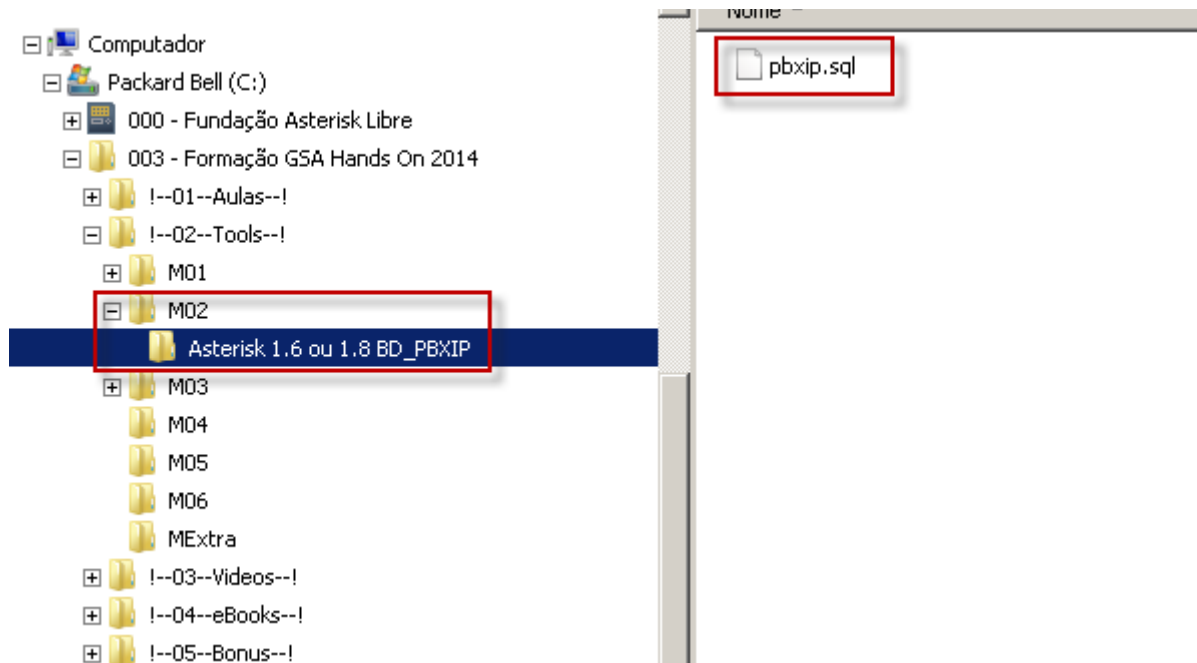 Nome
Computador
Packard Bell (C:)
000 - Fundação Asterisk Libre
003 - Formação GSA Hands On 2014
!--01--Aulas--!
!--02--Tools--!
M01
M02
Asterisk 1.6 ou 1.8 BD_PBXIP
M03
M04
M05
M06
MExtra
!--03--Videos--!
!--04--eBooks--!
!--05--Bonus--!
pbxip.sql